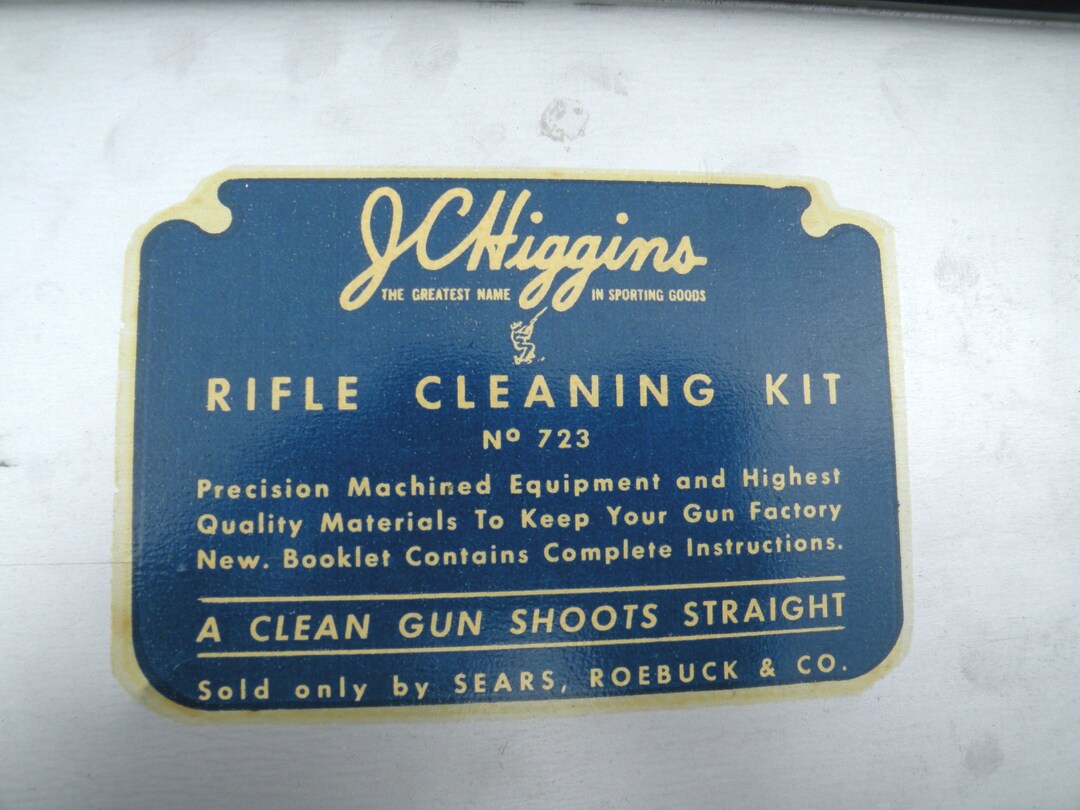 J C Higgins
THE GREATEST NAME IN SPORTING GOODS
RIFLE CLEANING KIT
Nº 723
Precision Machined Equipment and Highest
Quality Materials To Keep Your Gun Factory
New. Booklet Contains Complete Instructions.
A CLEAN GUN SHOOTS STRAIGHT
Sold only by SEARS, ROEBUCK & CO.